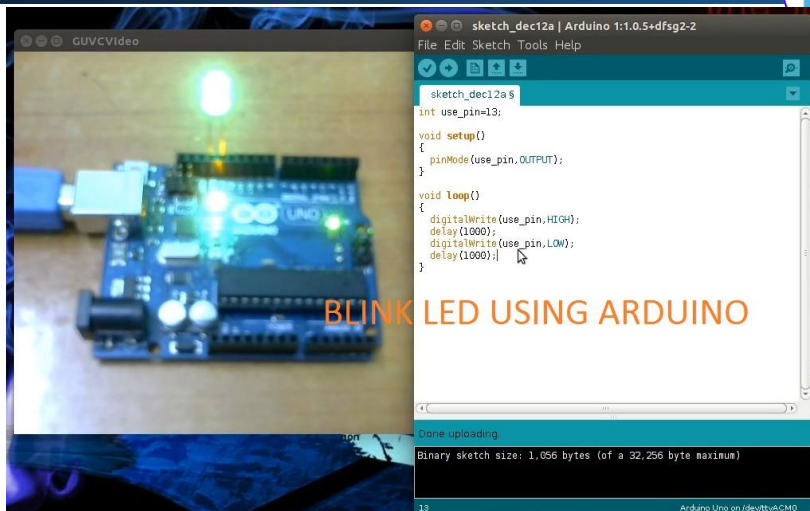 GUVCVIdeo
sketch_dec12a | Arduino 1:1.0.5+dfsg2-2
File Edit Sketch Tools Help
sketch_dec12a §
int use_pin=13;
void setup()
{
pinMode(use_pin,OUTPUT);
}
void loop()
{
digitalWrite(use_pin,HIGH);
delay(1000);
digitalWrite(use_pin,LOW);
delay(1000);
}
UNO
BLINK LED USING ARDUINO
Done uploading.
Binary sketch size: 1,056 bytes (of a 32,256 byte maximum)
13
Arduino Uno on /dev/ttyACM0